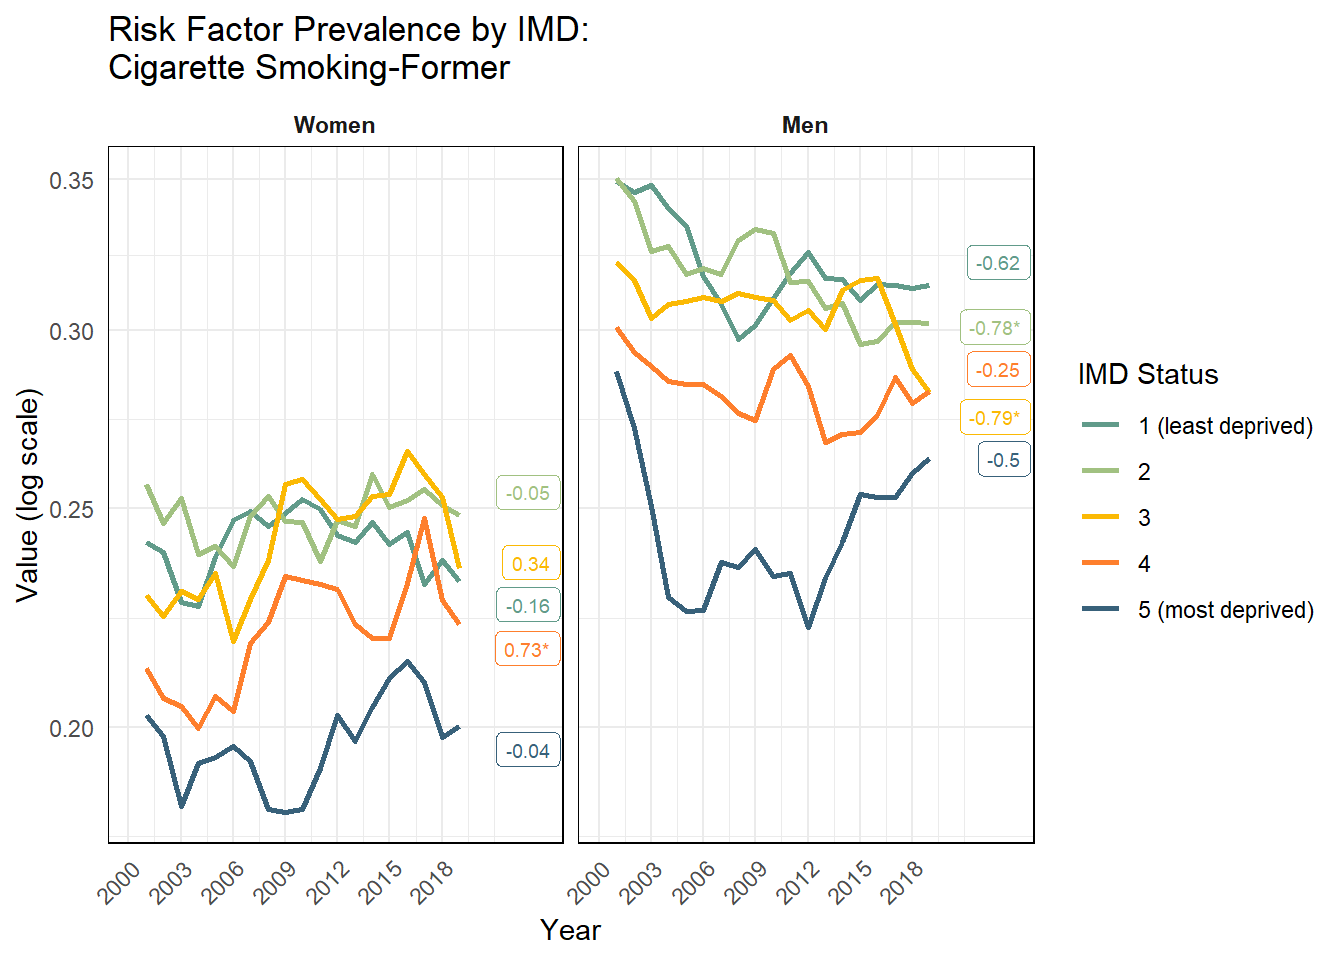 Risk Factor Prevalence by IMD:
Cigarette Smoking-Former
Women
Men
Value (log scale)
0.35
0.30
0.25
0.20
-0.05
0.34
-0.16
0.73*
-0.04
-0.62
-0.78*
-0.25
-0.79*
-0.5
2000 2003 2006 2009 2012 2015 2018
2000 2003 2006 2009 2012 2015 2018
Year
IMD Status
1 (least deprived)
2
3
4
5 (most deprived)